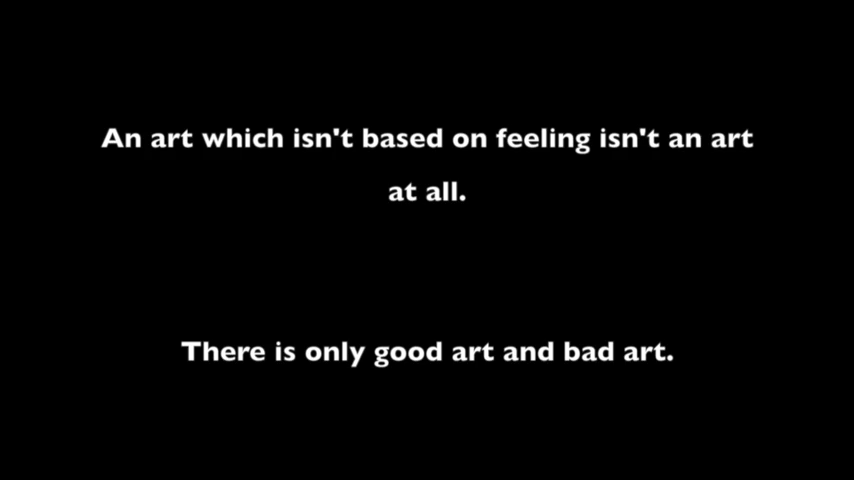 An art which isn't based on feeling isn't an art
at all.
There is only good art and bad art.